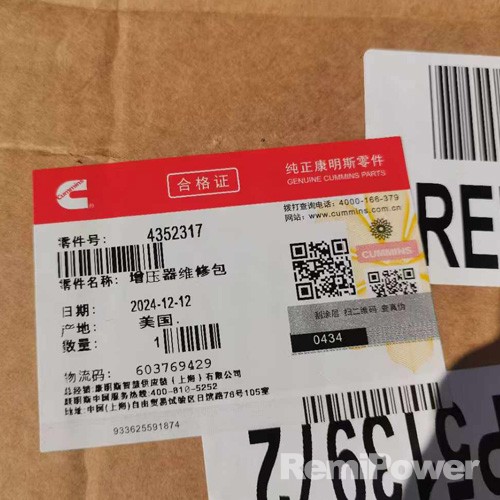 合格证
纯正康明斯零件
GENUINE CUMMINS PARTS
拨打查询电话: 4000-166-379
网站: www.cummins.com.cn
零件号: 4352317
零件名称: 增压器维修包
CUMMINS
日期: 2024-12-12
产地: 美国.
数量: 1
刮涂层 扫二维码 查真伪
0434
物流码: 603769429
总经销:康明斯智慧供应链(上海)有限公司
康明斯中国服务热线:400-810-5252
地址:中国(上海)自由贸易试验区日滨路76号105室
933625591874
RE
RemiPower